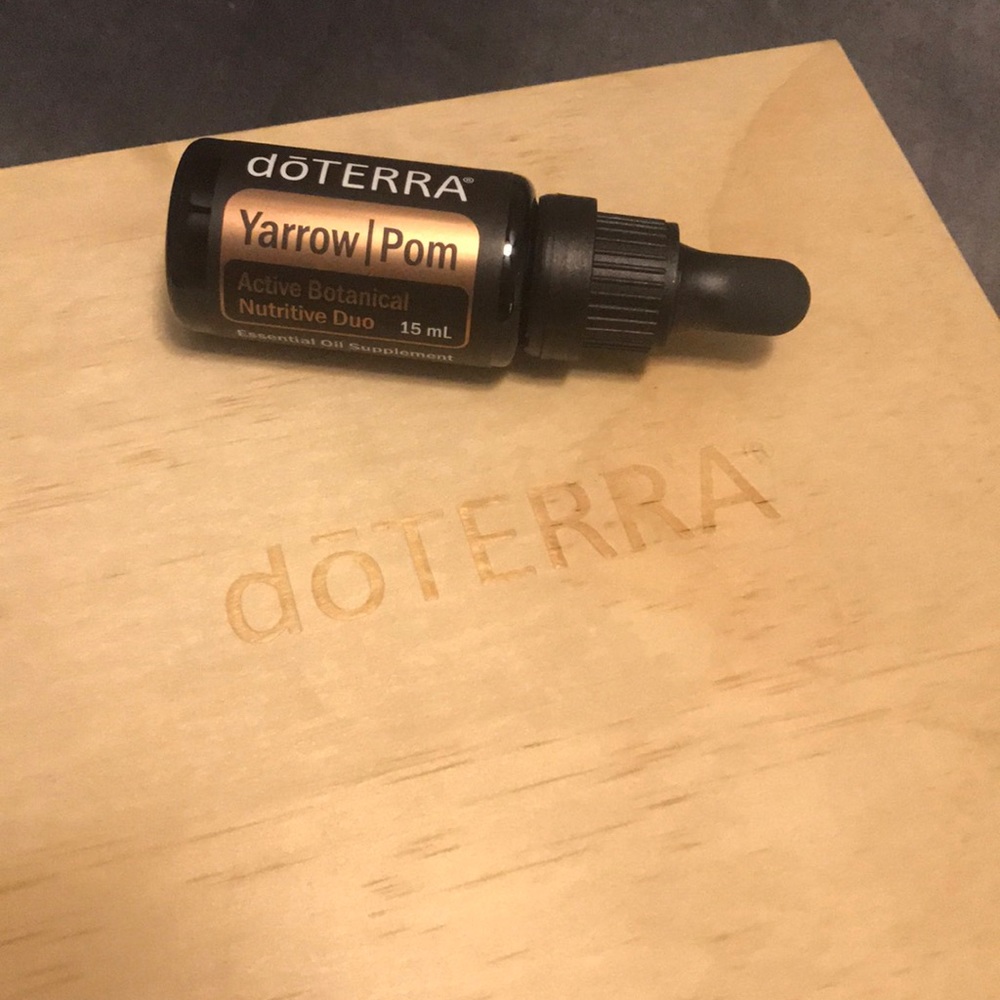 dōTERRA®
Yarrow|Pom
Active Botanical
Nutritive Duo 15 mL
Essential Oil Supplement
dōTERRA®